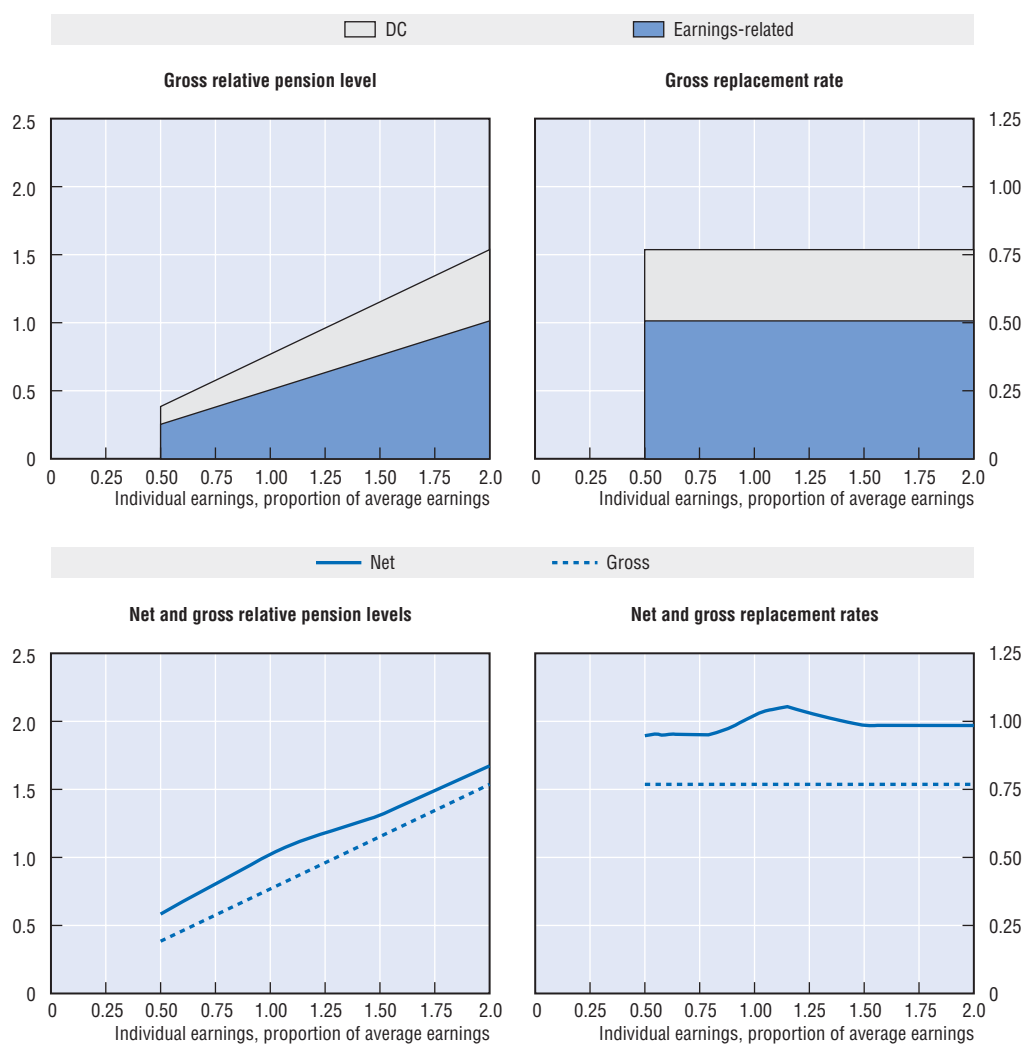 DC Earnings-related
Gross relative pension level
2.5
2.0
1.5
1.0
0.5
0
0 0.25 0.50 0.75 1.00 1.25 1.50 1.75 2.0
Individual earnings, proportion of average earnings
Gross replacement rate
1.25
1.00
0.75
0.50
0.25
0
0 0.25 0.50 0.75 1.00 1.25 1.50 1.75 2.0
Individual earnings, proportion of average earnings
Net Gross
Net and gross relative pension levels
2.5
2.0
1.5
1.0
0.5
0
0 0.25 0.50 0.75 1.00 1.25 1.50 1.75 2.0
Individual earnings, proportion of average earnings
Net and gross replacement rates
1.25
1.00
0.75
0.50
0.25
0
0 0.25 0.50 0.75 1.00 1.25 1.50 1.75 2.0
Individual earnings, proportion of average earnings